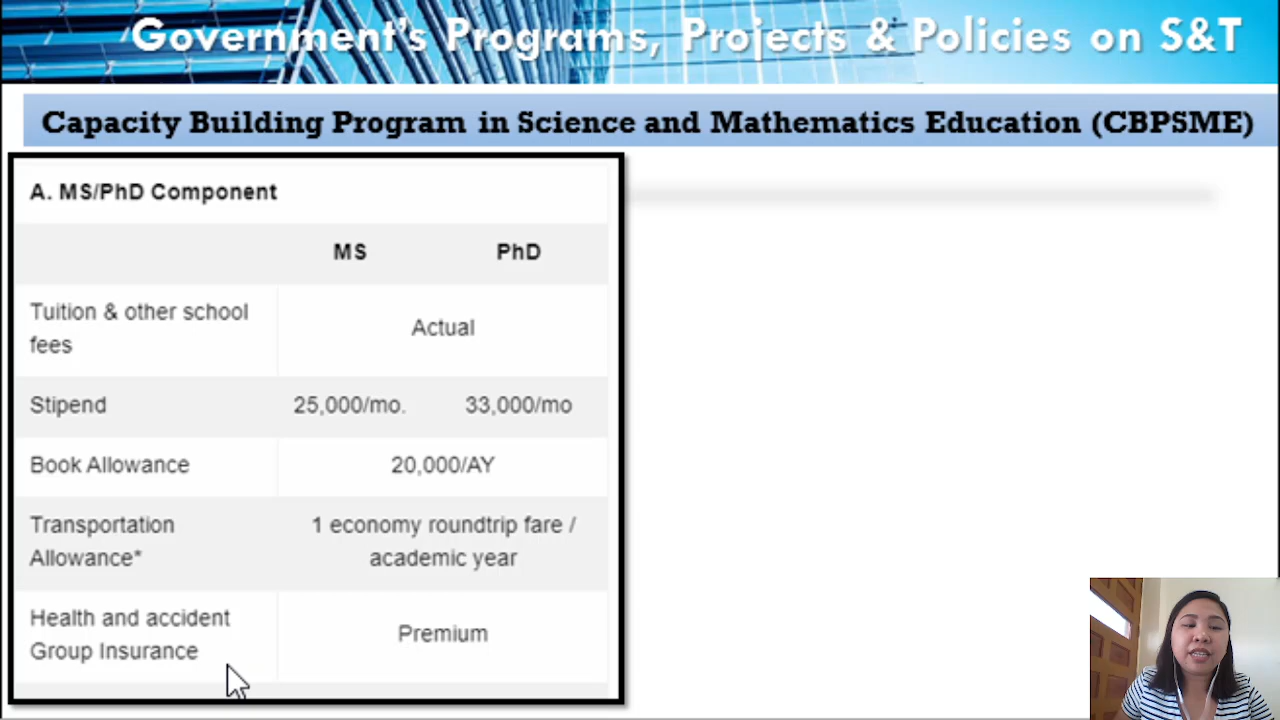 Government's Programs, Projects & Policies on S&T
Capacity Building Program in Science and Mathematics Education (CBPSME)
A. MS/PhD Component
MS PhD
Tuition & other school
fees
Actual
Stipend 25,000/mo. 33,000/mo
Book Allowance 20,000/AY
Transportation
Allowance*
1 economy roundtrip fare /
academic year
Health and accident
Group Insurance
Premium